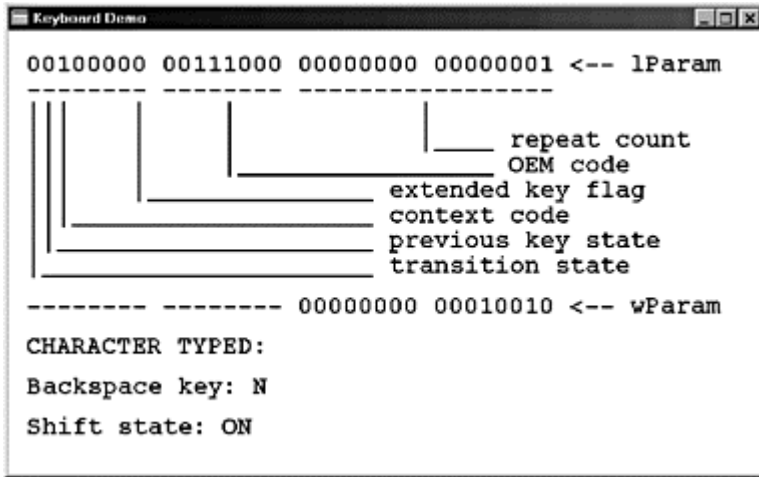 Keyboard Demo
00100000 00111000 00000000 00000001 <-- lParam
-------- -------- -----------------
repeat count
OEM code
extended key flag
context code
previous key state
transition state
-------- -------- 00000000 00010010 <-- wParam
CHARACTER TYPED:
Backspace key: N
Shift state: ON